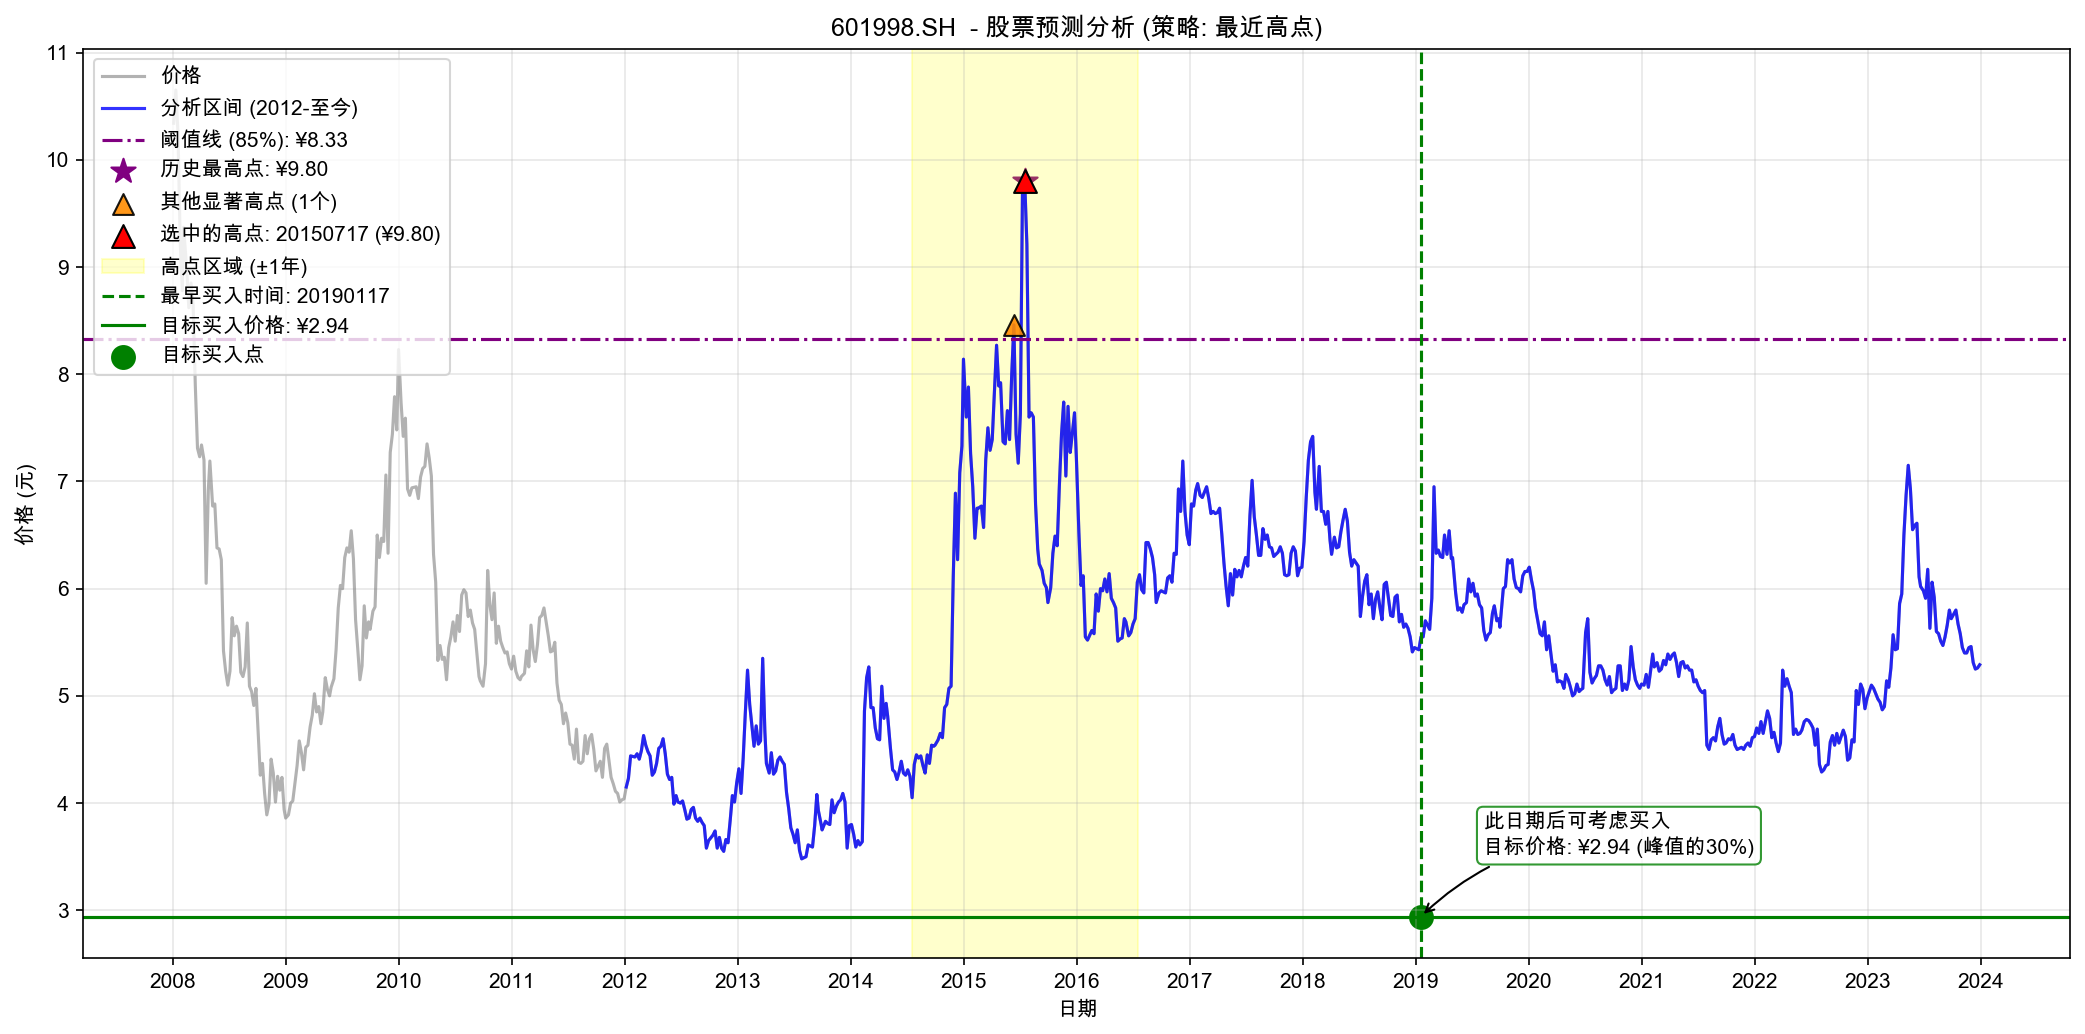 601998.SH - 股票预测分析 (策略: 最近高点)
价格
分析区间 (2012-至今)
阈值线 (85%): ¥8.33
历史最高点: ¥9.80
其他显著高点 (1个)
选中的高点: 20150717 (¥9.80)
高点区域 (±1年)
最早买入时间: 20190117
目标买入价格: ¥2.94
目标买入点
价格 (元)
11
10
9
8
7
6
5
4
3
此日期后可考虑买入
目标价格: ¥2.94 (峰值的30%)
2008 2009 2010 2011 2012 2013 2014 2015 2016 2017 2018 2019 2020 2021 2022 2023 2024
日期